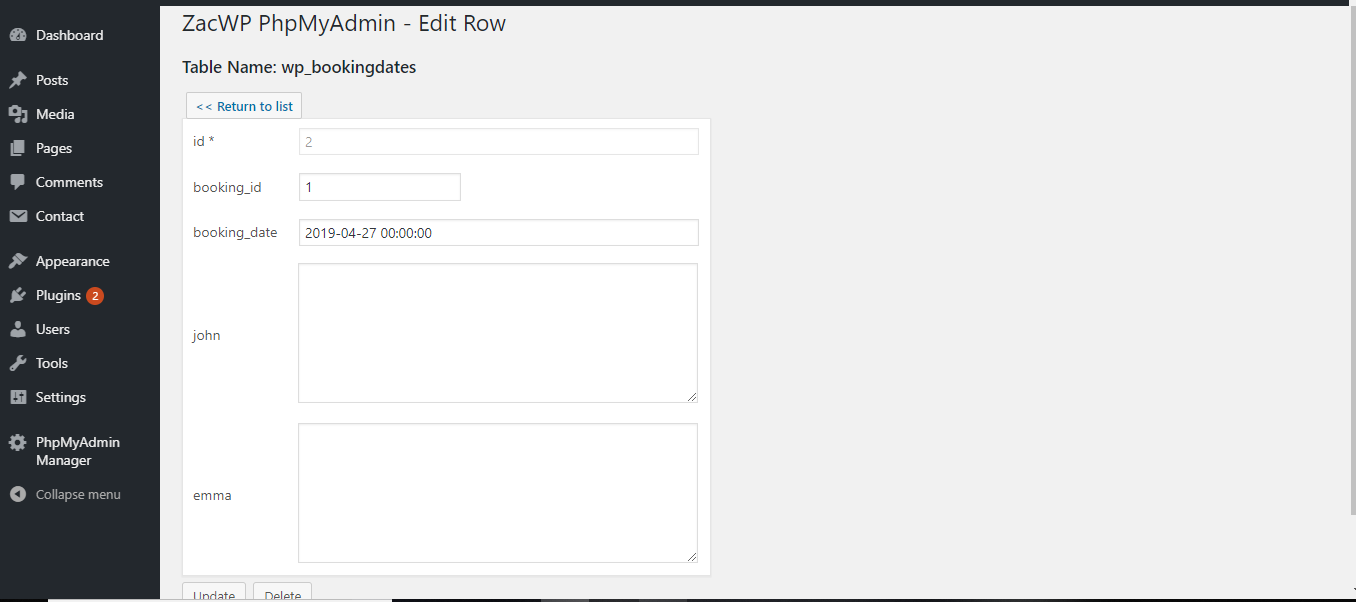 Dashboard
Posts
Media
Pages
Comments
Contact
Appearance
Plugins 2
Users
Tools
Settings
PhpMyAdmin
Manager
Collapse menu
ZacWP PhpMyAdmin - Edit Row
Table Name: wp_bookingdates
<< Return to list
id * 2
booking_id 1
booking_date 2019-04-27 00:00:00
john
emma
Update Delete